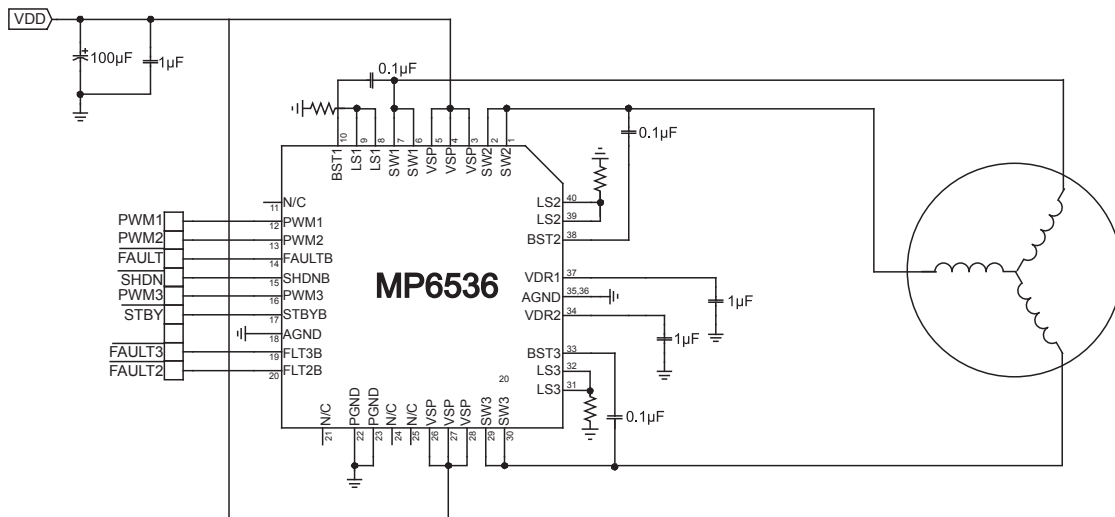 VDD
100µF
1µF
0.1µF
10 9 8 7 6 5 4 3 2 1
BST1 LS1 LS1 SW1 SW1 VSP VSP VSP SW2 SW2
0.1µF
11 N/C
PWM1 12 PWM1
PWM2 13 PWM2
FAULT 14 FAULTB
SHDN 15 SHDNB
PWM3 16 PWM3
STBY 17 STBYB
18 AGND
FAULT3 19 FLT3B
FAULT2 20 FLT2B
MP6536
LS2 40
LS2 39
BST2 38
VDR1 37
AGND 35,36
VDR2 34
BST3 33
LS3 32
LS3 31
1µF
1µF
0.1µF
20
N/C PGND PGND N/C N/C VSP VSP VSP SW3 SW3
21 22 23 24 25 26 27 28 29 30
+